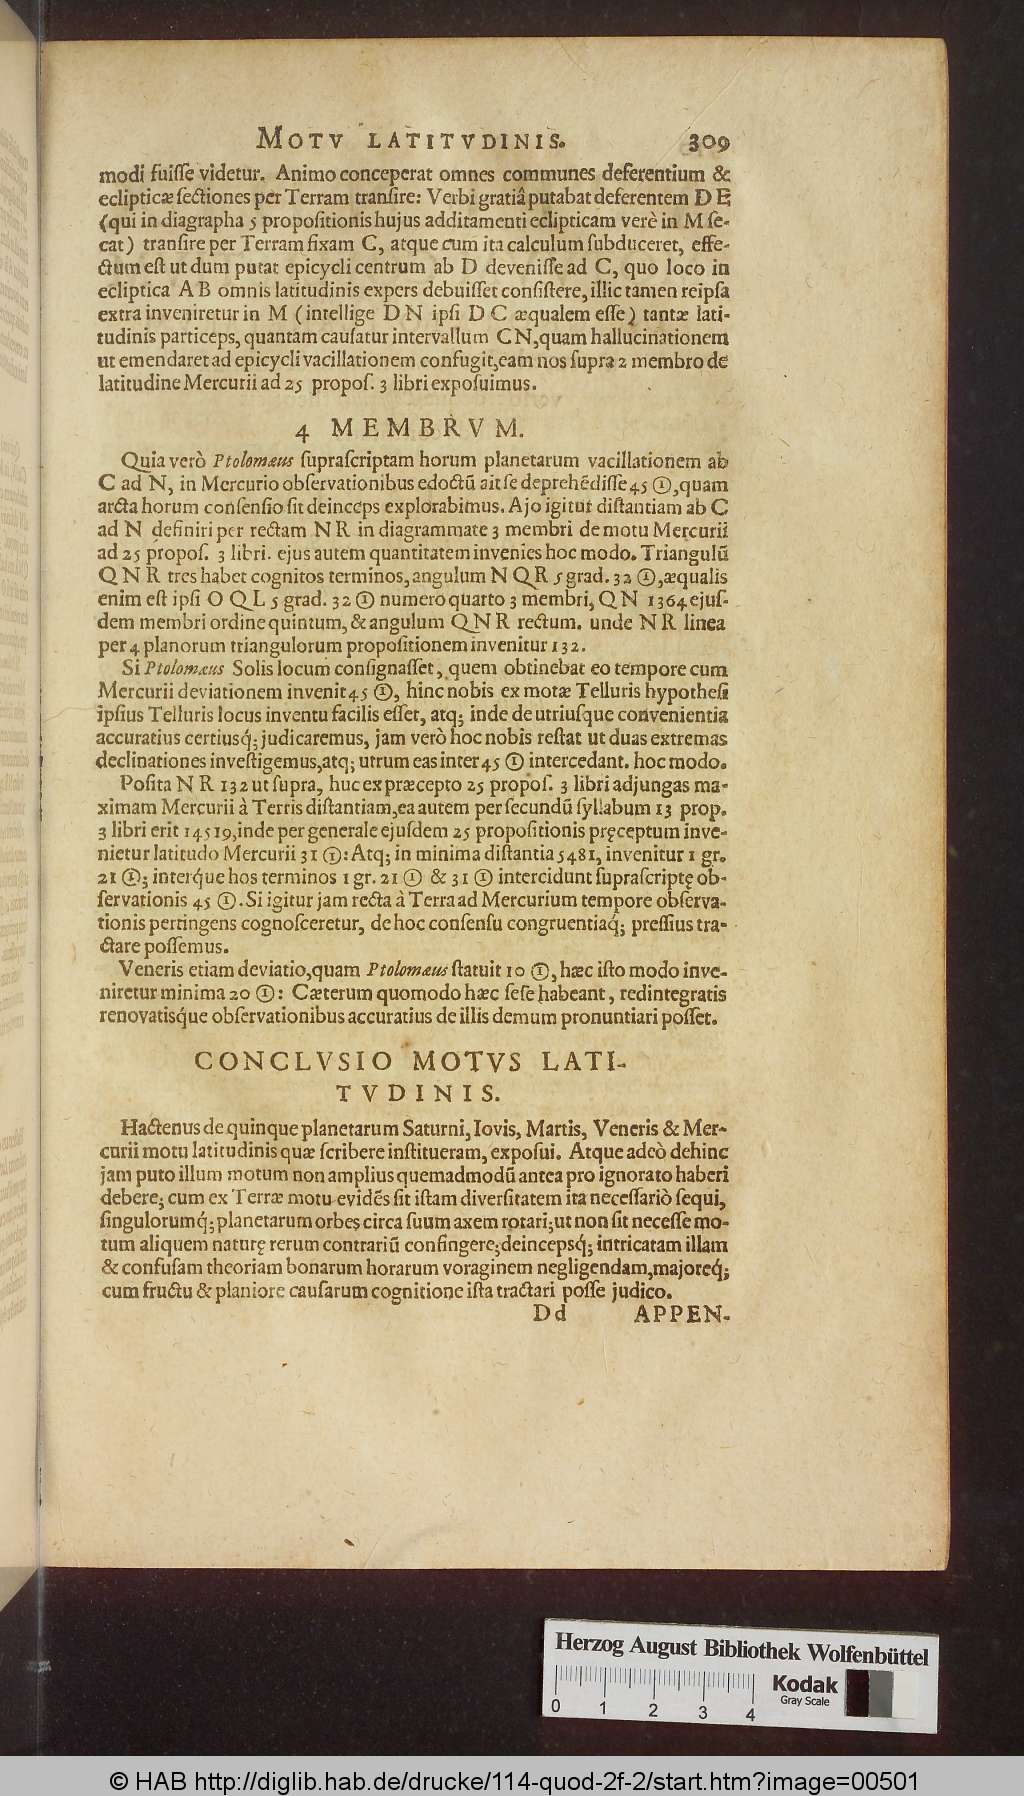 MOTV LATITVDINIS. 309
modi fuiſſe videtur. Animo conceperat omnes communes deferentium &
eclipticæ ſectiones per Terram tranſire: Verbi gratiâ putabat deferentem D E
(qui in diagrapha 5 propoſitionis hujus additamenti eclipticam verè in M ſe-
cat) tranſire per Terram fixam C, atque cum ita calculum ſubduceret, effe-
ctum eſt ut dum putat epicycli centrum ab D deveniſſe ad C, quo loco in
ecliptica A B omnis latitudinis expers debuiſſet conſiſtere, illic tamen reipſa
extra inveniretur in M (intellige D N ipſi D C æqualem eſſe) tantæ lati-
tudinis particeps, quantam cauſatur intervallum C N, quam hallucinationem
ut emendaret ad epicycli vacillationem confugit, eam nos ſupra 2 membro de
latitudine Mercurii ad 25 propoſ. 3 libri expoſuimus.
4 MEMBRVM.
Quia verò Ptolomæus ſupraſcriptam horum planetarum vacillationem ab
C ad N, in Mercurio obſervationibus edoctũ ait ſe deprehẽdiſſe 45 ①, quam
arcta horum conſenſio ſit deinceps explorabimus. Ajo igitur diſtantiam ab C
ad N definiri per rectam N R in diagrammate 3 membri de motu Mercurii
ad 25 propoſ. 3 libri. ejus autem quantitatem invenies hoc modo. Triangulũ
Q N R tres habet cognitos terminos, angulum N Q R 5 grad. 32 ①, æqualis
enim eſt ipſi O Q L 5 grad. 32 ① numero quarto 3 membri, Q N 1364 ejuſ-
dem membri ordine quintum, & angulum Q N R rectum. unde N R linea
per 4 planorum triangulorum propoſitionem invenitur 132.
Si Ptolomæus Solis locum conſignaſſet, quem obtinebat eo tempore cum
Mercurii deviationem invenit 45 ①, hinc nobis ex motæ Telluris hypotheſi
ipſius Telluris locus inventu facilis eſſet, atq; inde de utriuſque convenientia
accuratius certiusq́; judicaremus, jam verò hoc nobis reſtat ut duas extremas
declinationes inveſtigemus, atq; utrum eas inter 45 ① intercedant. hoc modo.
Poſita N R 132 ut ſupra, huc ex præcepto 25 propoſ. 3 libri adjungas ma-
ximam Mercurii à Terris diſtantiam, ea autem per ſecundũ ſyllabum 13 prop.
3 libri erit 14519, inde per generale ejuſdem 25 propoſitionis pręceptum inve-
nietur latitudo Mercurii 31 ①: Atq; in minima diſtantia 5481, invenitur 1 gr.
21 ①; interq́ue hos terminos 1 gr. 21 ① & 31 ① intercidunt ſupraſcriptę ob-
ſervationis 45 ①. Si igitur jam recta à Terra ad Mercurium tempore obſerva-
tionis pertingens cognoſceretur, de hoc conſenſu congruentiaq́; preſſius tra-
ctare poſſemus.
Veneris etiam deviatio, quam Ptolomæus ſtatuit 10 ①, hæc iſto modo inve-
niretur minima 20 ①: Cæterum quomodo hæc ſeſe habeant, redintegratis
renovatisq́ue obſervationibus accuratius de illis demum pronuntiari poſſet.
CONCLVSIO MOTVS LATI-
TVDINIS.
Hactenus de quinque planetarum Saturni, Iovis, Martis, Veneris & Mer-
curii motu latitudinis quæ ſcribere inſtitueram, expoſui. Atque adeò dehinc
jam puto illum motum non amplius quemadmodũ antea pro ignorato haberi
debere; cum ex Terræ motu evidẽs ſit iſtam diverſitatem ita neceſſariò ſequi,
ſingulorumq́; planetarum orbes circa ſuum axem rotari; ut non ſit neceſſe mo-
tum aliquem naturę rerum contrariũ confingere; deincepsq́; intricatam illam
& confuſam theoriam bonarum horarum voraginem negligendam, majoreq́;
cum fructu & planiore cauſarum cognitione iſta tractari poſſe judico.
Dd APPEN-
Herzog August Bibliothek Wolfenbüttel
Kodak
Gray Scale
0 1 2 3 4
© HAB http://diglib.hab.de/drucke/114-quod-2f-2/start.htm?image=00501